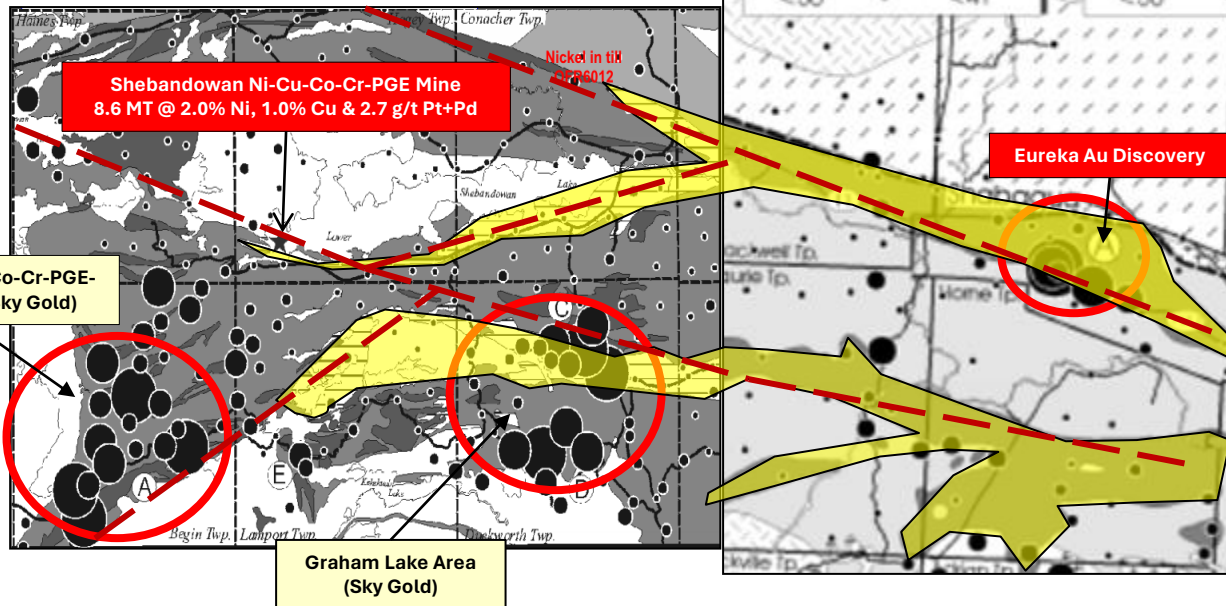 Haines Twp.
Conacher Twp.
Nickel in till
OFR6012
Shebandowan Ni-Cu-Co-Cr-PGE Mine
8.6 MT @ 2.0% Ni, 1.0% Cu & 2.7 g/t Pt+Pd
Eureka Au Discovery
Shebandowan
Lake
Lower
Home Tp.
Co-Cr-PGE-
ky Gold)
C
A
E
D
Lake
Begin Twp.
Lamport Twp.
Duckworth Twp.
Graham Lake Area
(Sky Gold)